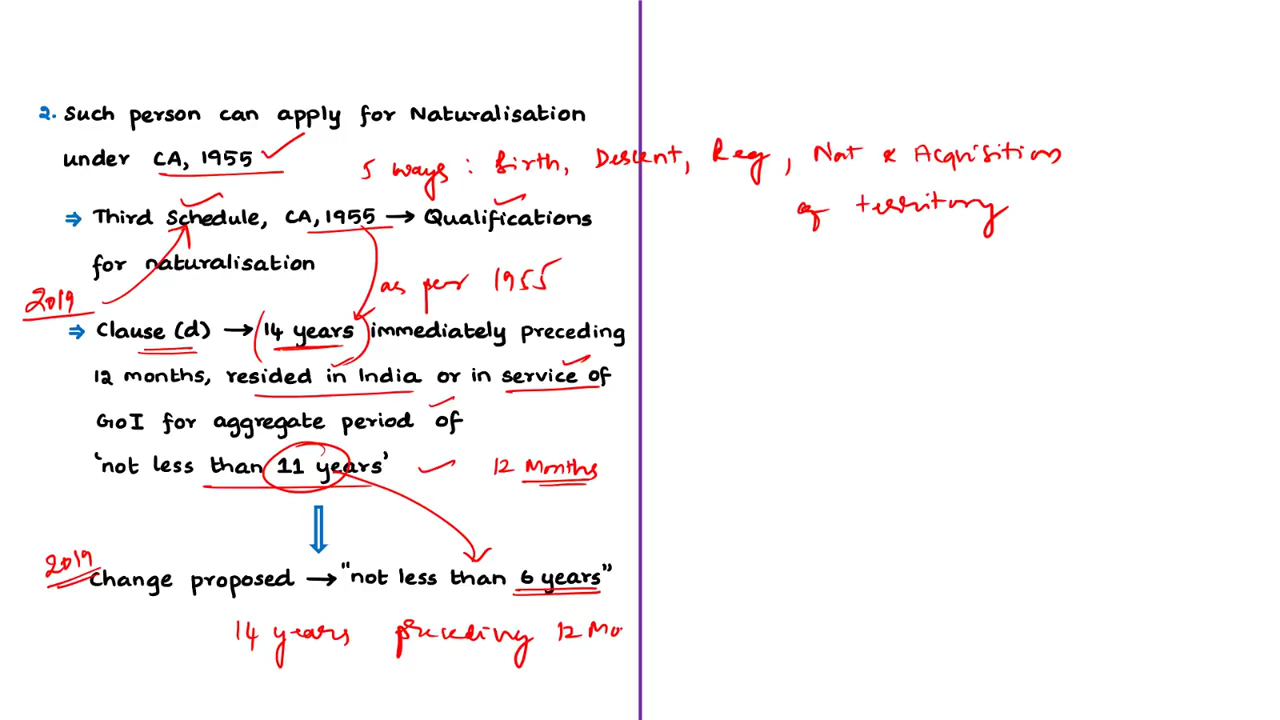 2. Such person can apply for Naturalisation
under CA, 1955
5 ways : Birth, Descent, Reg, Nat & Acquisition
of territory
⇒ Third Schedule, CA, 1955 → Qualifications
for naturalisation
2019
as per 1955
⇒ Clause (d) → 14 years immediately preceding
12 months, resided in India or in service of
GoI for aggregate period of
'not less than 11 years'
12 Months
2019
Change proposed → "not less than 6 years"
14 years preceding 12 Mo